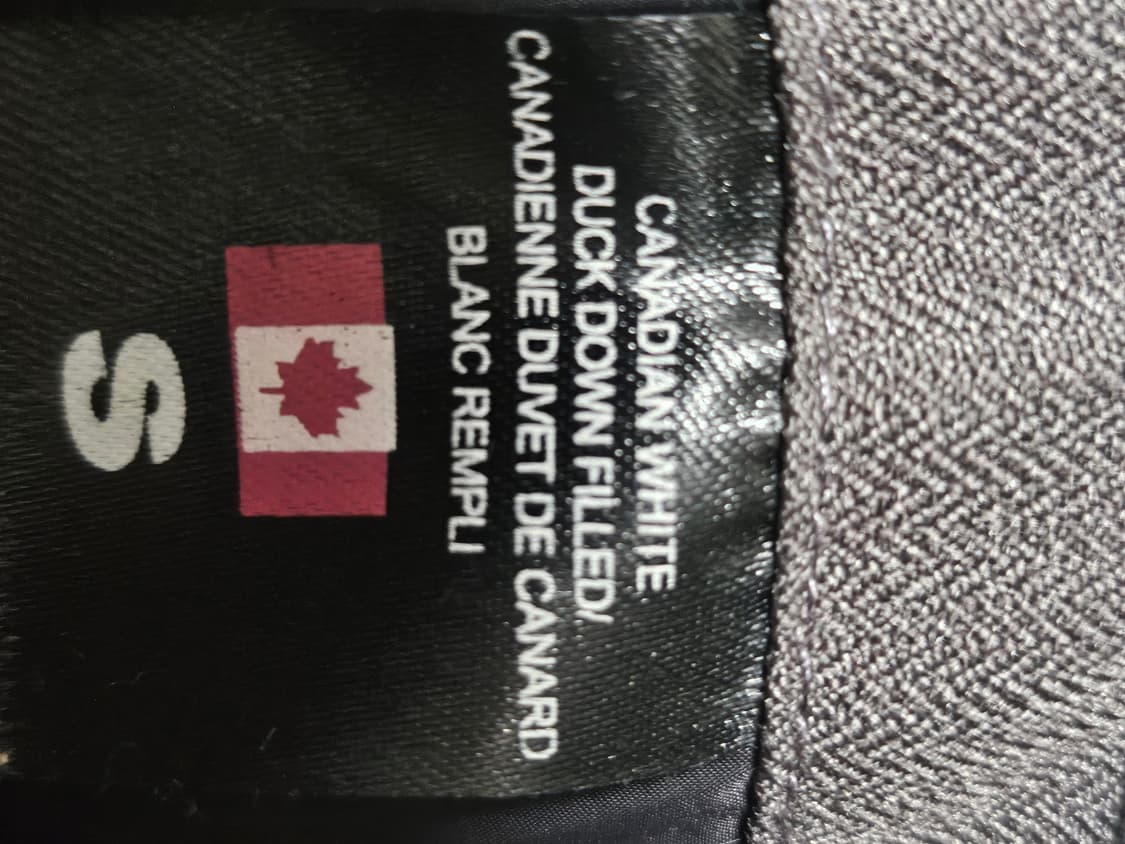 CANADIAN WHITE
DUCK DOWN FILLED/
CANADIENNE DUVET DE CANARD
BLANC REMPLI
S